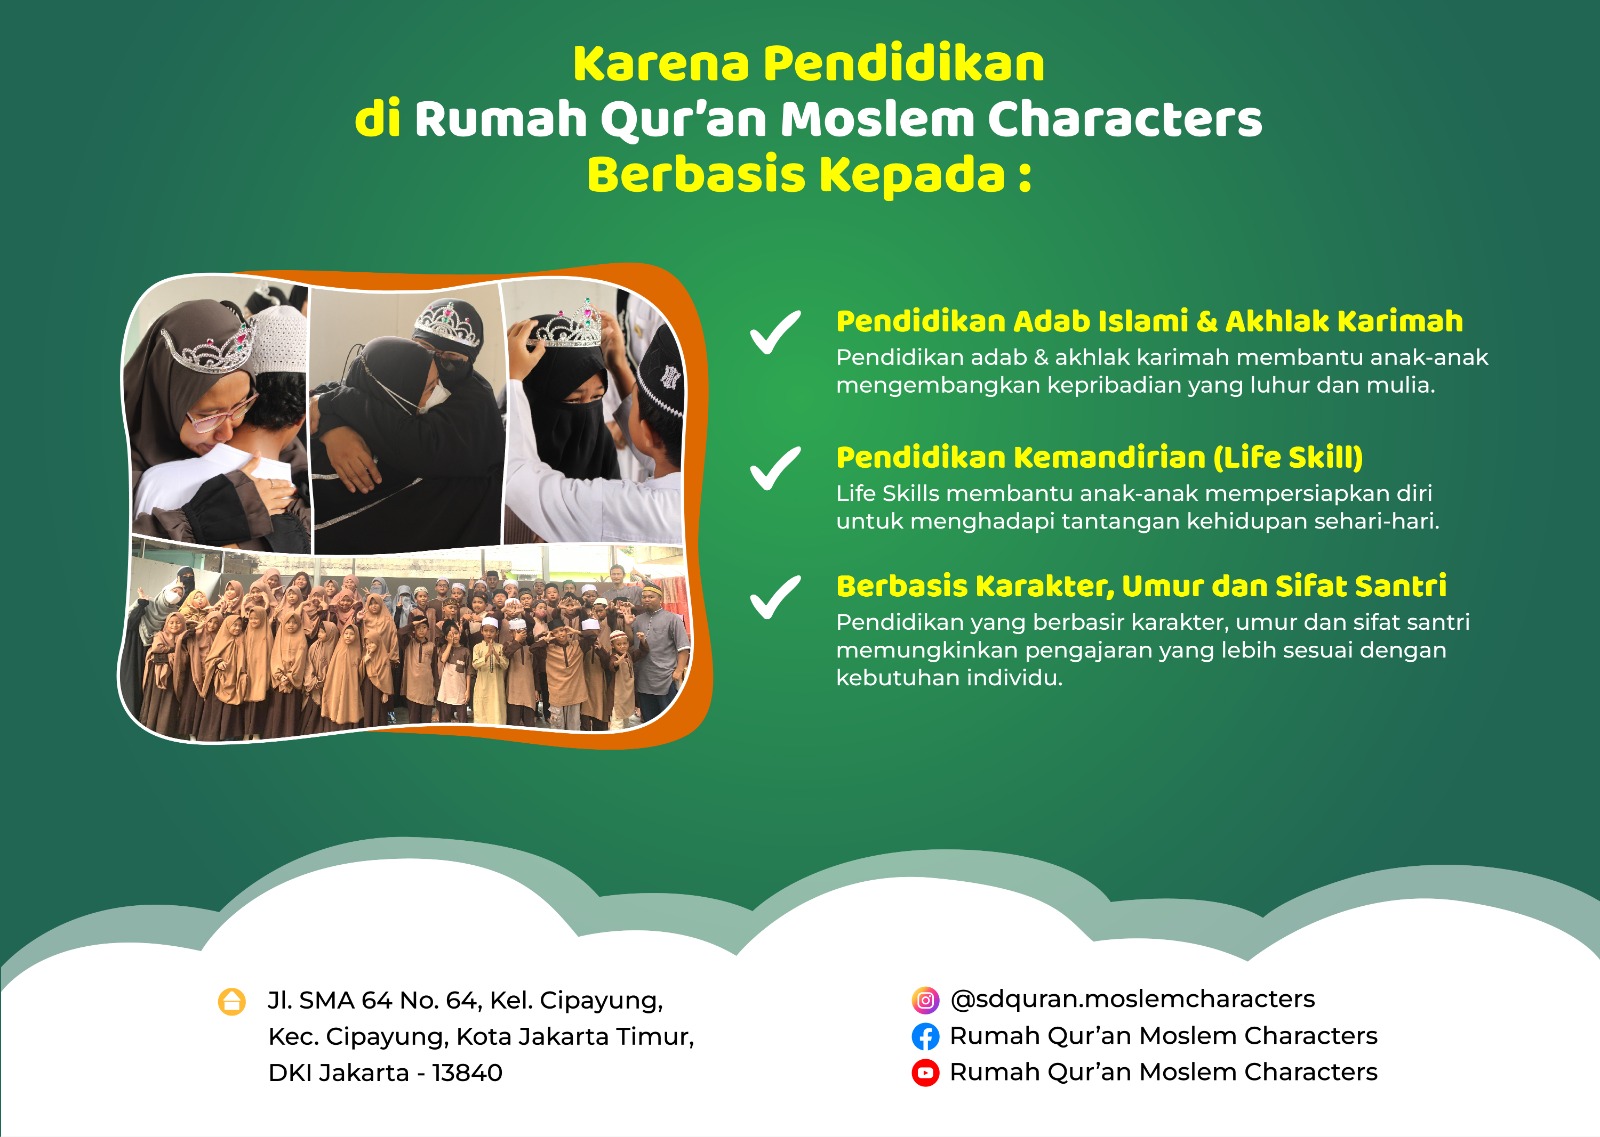 Karena Pendidikan
di Rumah Qur’an Moslem Characters
Berbasis Kepada :
Pendidikan Adab Islami & Akhlak Karimah
Pendidikan adab & akhlak karimah membantu anak-anak
mengembangkan kepribadian yang luhur dan mulia.
Pendidikan Kemandirian (Life Skill)
Life Skills membantu anak-anak mempersiapkan diri
untuk menghadapi tantangan kehidupan sehari-hari.
Berbasis Karakter, Umur dan Sifat Santri
Pendidikan yang berbasir karakter, umur dan sifat santri
memungkinkan pengajaran yang lebih sesuai dengan
kebutuhan individu.
Jl. SMA 64 No. 64, Kel. Cipayung,
Kec. Cipayung, Kota Jakarta Timur,
DKI Jakarta - 13840
@sdquran.moslemcharacters
Rumah Qur’an Moslem Characters
Rumah Qur’an Moslem Characters